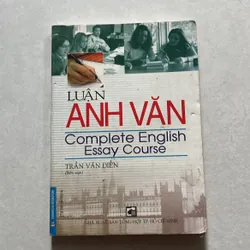 LUẬN
ANH VĂN
Complete English
Essay Course
TRẦN VĂN ĐIỀN